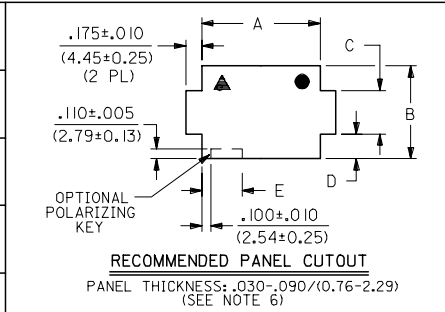 .175±.010
(4.45±0.25)
(2 PL)
A
C
B
.110±.005
(2.79±0.13)
D
E
OPTIONAL
POLARIZING
KEY
.100±.010
(2.54±0.25)
RECOMMENDED PANEL CUTOUT
PANEL THICKNESS: .030-.090/(0.76-2.29)
(SEE NOTE 6)